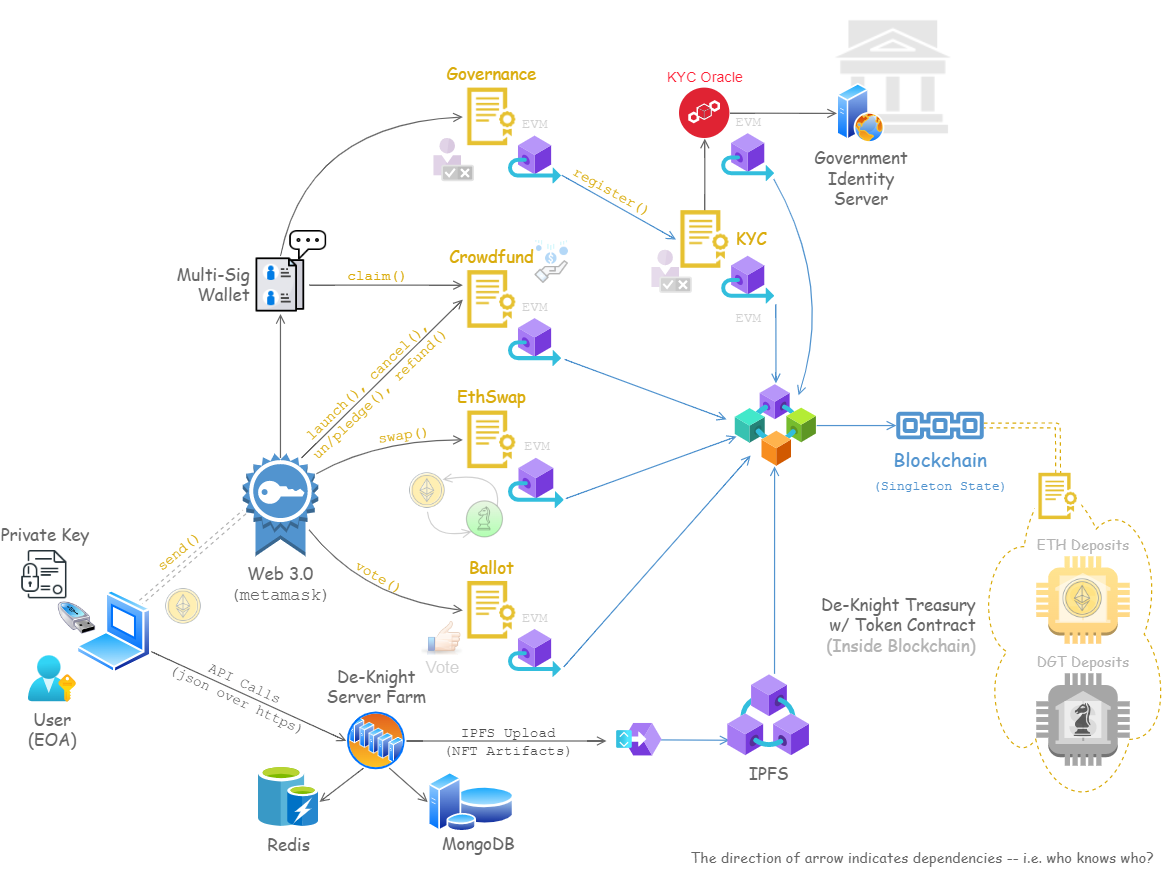 Governance
EVM
KYC Oracle
EVM
Government
Identity
Server
register()
KYC
EVM
Multi-Sig
Wallet
claim()
Crowdfund
EVM
launch(), cancel(),
un/pledge(), refund()
EthSwap
swap()
EVM
Blockchain
(Singleton State)
Private Key
send()
Web 3.0
(metamask)
vote()
Ballot
EVM
Vote
ETH Deposits
De-Knight Treasury
w/ Token Contract
(Inside Blockchain)
DGT Deposits
User
(EOA)
API Calls
(json over https)
De-Knight
Server Farm
IPFS Upload
(NFT Artifacts)
IPFS
Redis
MongoDB
The direction of arrow indicates dependencies -- i.e. who knows who?